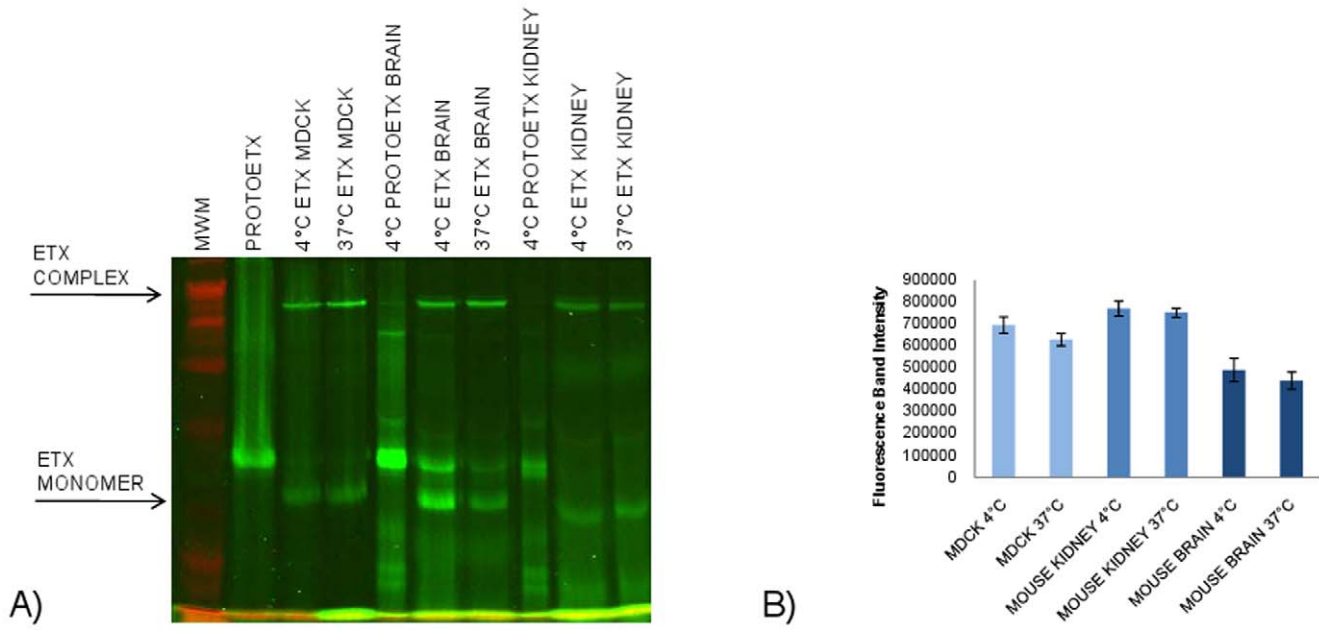 MWM
PROTOETX
4°C ETX MDCK
37°C ETX MDCK
4°C PROTOETX BRAIN
4°C ETX BRAIN
37°C ETX BRAIN
4°C PROTOETX KIDNEY
4°C ETX KIDNEY
37°C ETX KIDNEY
ETX
COMPLEX
ETX
MONOMER
A)
Fluorescence Band Intensity
900000
800000
700000
600000
500000
400000
300000
200000
100000
0
MDCK 4°C
MDCK 37°C
MOUSE KIDNEY 4°C
MOUSE KIDNEY 37°C
MOUSE BRAIN 4°C
MOUSE BRAIN 37°C
B)